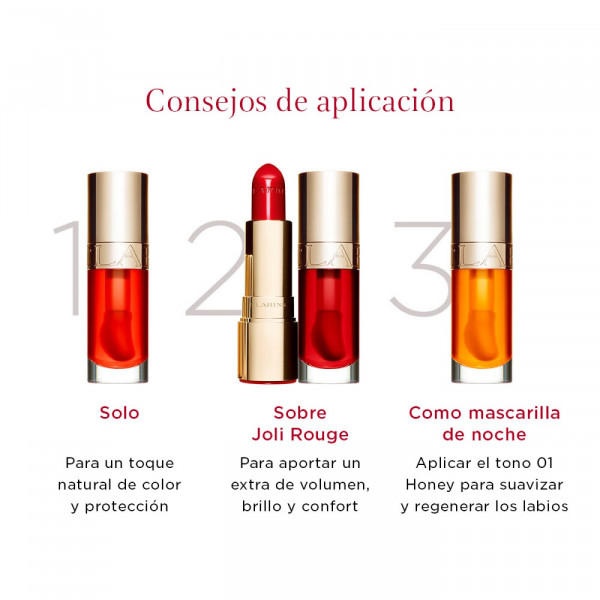 Consejos de aplicación
1
2
3
CLARINS
Solo
Para un toque
natural de color
y protección
Sobre
Joli Rouge
Para aportar un
extra de volumen,
brillo y confort
Como mascarilla
de noche
Aplicar el tono 01
Honey para suavizar
y regenerar los labios